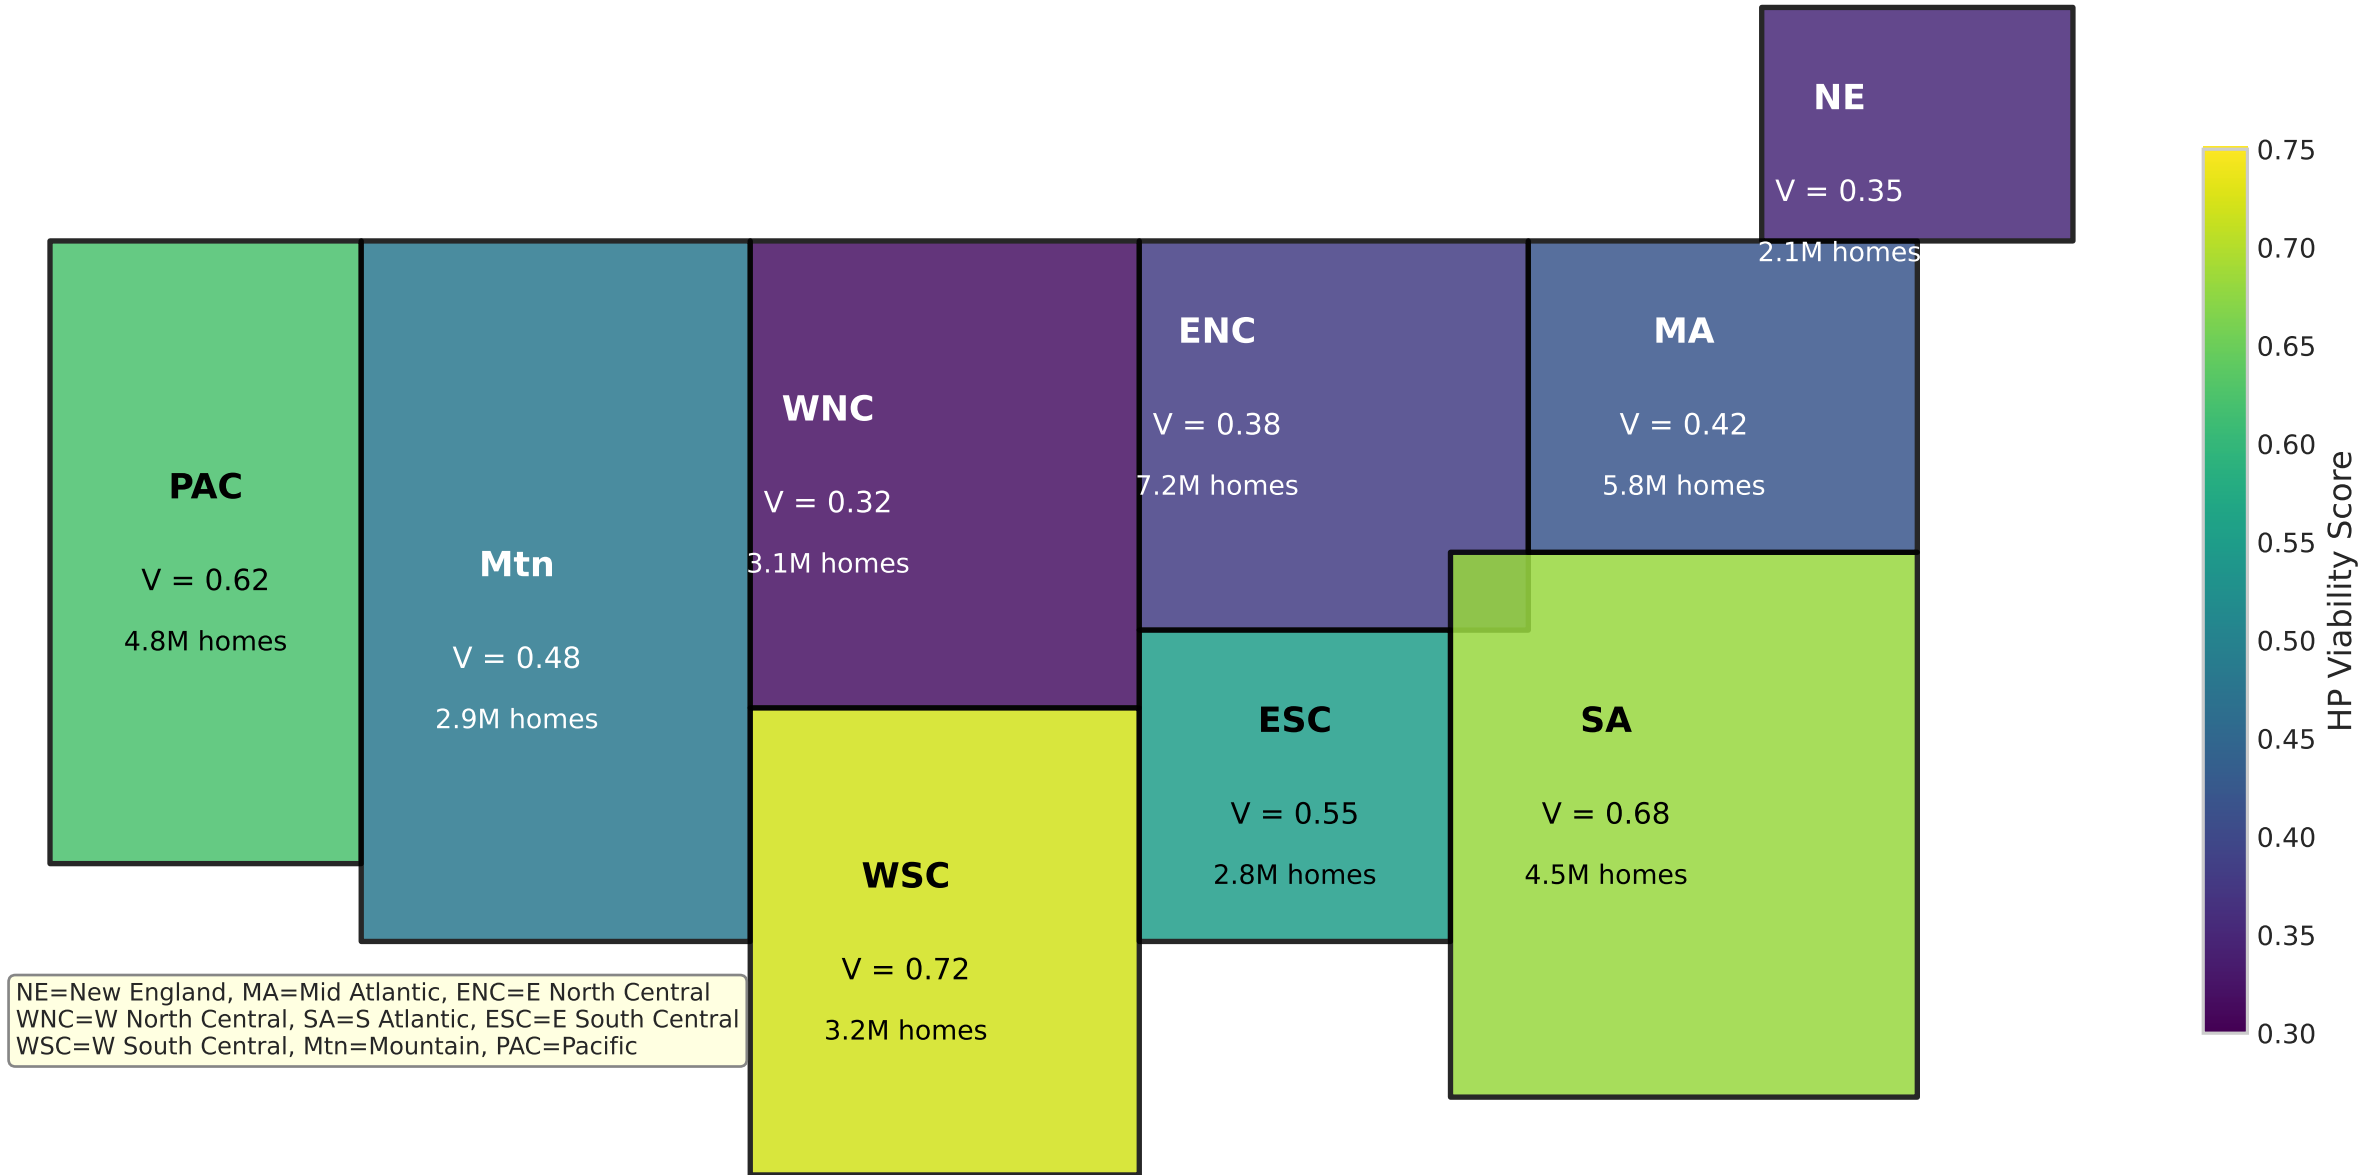 NE
V = 0.35
2.1M homes
ENC
V = 0.38
7.2M homes
MA
V = 0.42
5.8M homes
WNC
V = 0.32
3.1M homes
PAC
V = 0.62
4.8M homes
Mtn
V = 0.48
2.9M homes
ESC
V = 0.55
2.8M homes
SA
V = 0.68
4.5M homes
WSC
V = 0.72
3.2M homes
NE=New England, MA=Mid Atlantic, ENC=E North Central
WNC=W North Central, SA=S Atlantic, ESC=E South Central
WSC=W South Central, Mtn=Mountain, PAC=Pacific
0.75
0.70
0.65
0.60
0.55
0.50
0.45
0.40
0.35
0.30
HP Viability Score